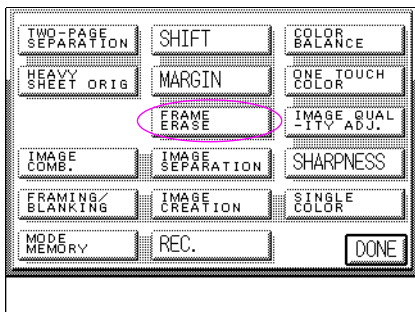 TWO-PAGE
SEPARATION
SHIFT
COLOR
BALANCE
HEAVY
SHEET ORIG
MARGIN
ONE TOUCH
COLOR
FRAME
ERASE
IMAGE QUAL
-ITY ADJ.
IMAGE
COMB.
IMAGE
SEPARATION
SHARPNESS
FRAMING/
BLANKING
IMAGE
CREATION
SINGLE
COLOR
MODE
MEMORY
REC.
DONE